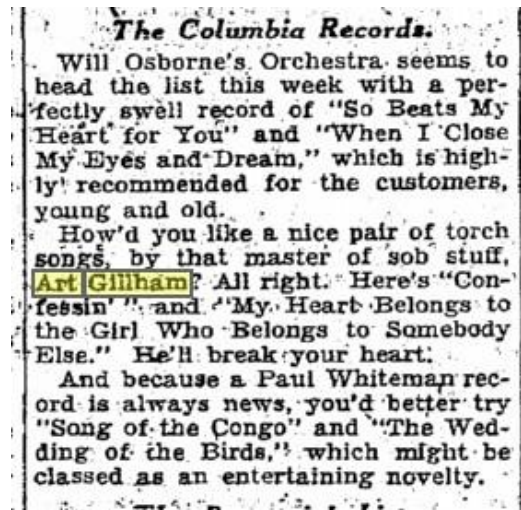 The Columbia Records.
Will Osborne's Orchestra seems to
head the list this week with a per-
fectly swell record of "So Beats My
Heart for You" and "When I Close
My Eyes and Dream," which is high-
ly recommended for the customers,
young and old.
How'd you like a nice pair of torch
songs, by that master of sob stuff,
Art Gillham? All right. Here's "Con-
fessin'" and "My Heart Belongs to
the Girl Who Belongs to Somebody
Else." He'll break your heart.
And because a Paul Whiteman rec-
ord is always news, you'd better try
"Song of the Congo" and "The Wed-
ding of the Birds," which might be
classed as an entertaining novelty.